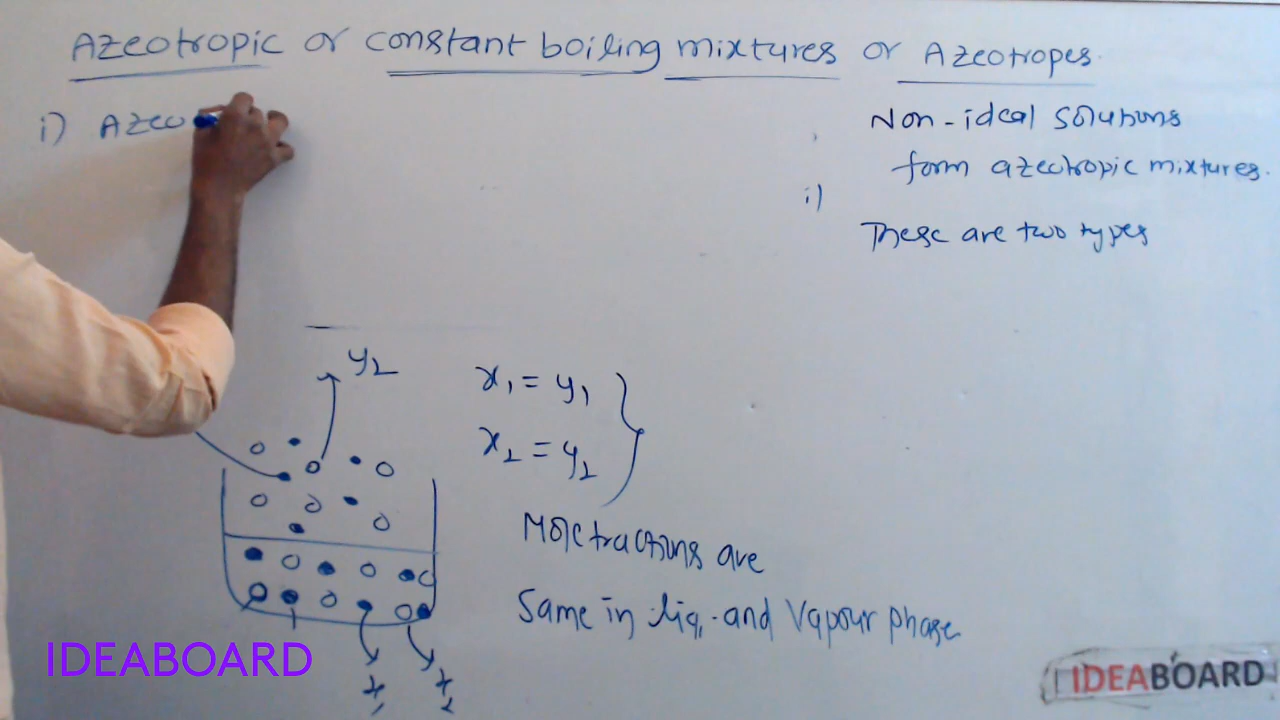 Azeotropic or constant boiling mixtures or Azeotropes.
i) Azeo
Non-ideal solutions
form azeotropic mixtures.
i)
These are two types
y2
x1 = y1
x2 = y2
Mole fractions are
Same in liq. and Vapour phase
x1
x2
IDEABOARD
IDEABOARD